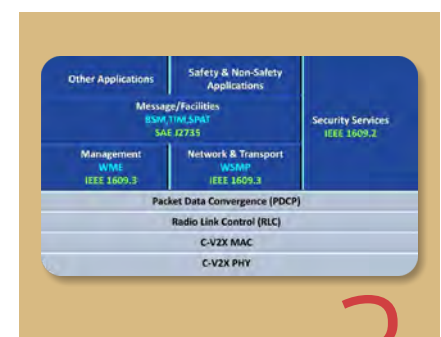 Other Applications
Safety & Non-Safety
Applications
Message/Facilities
BSM,TIM,SPAT
SAE J2735
Security Services
IEEE 1609.2
Management
WME
IEEE 1609.3
Network & Transport
WSMP
IEEE 1609.3
Packet Data Convergence (PDCP)
Radio Link Control (RLC)
C-V2X MAC
C-V2X PHY